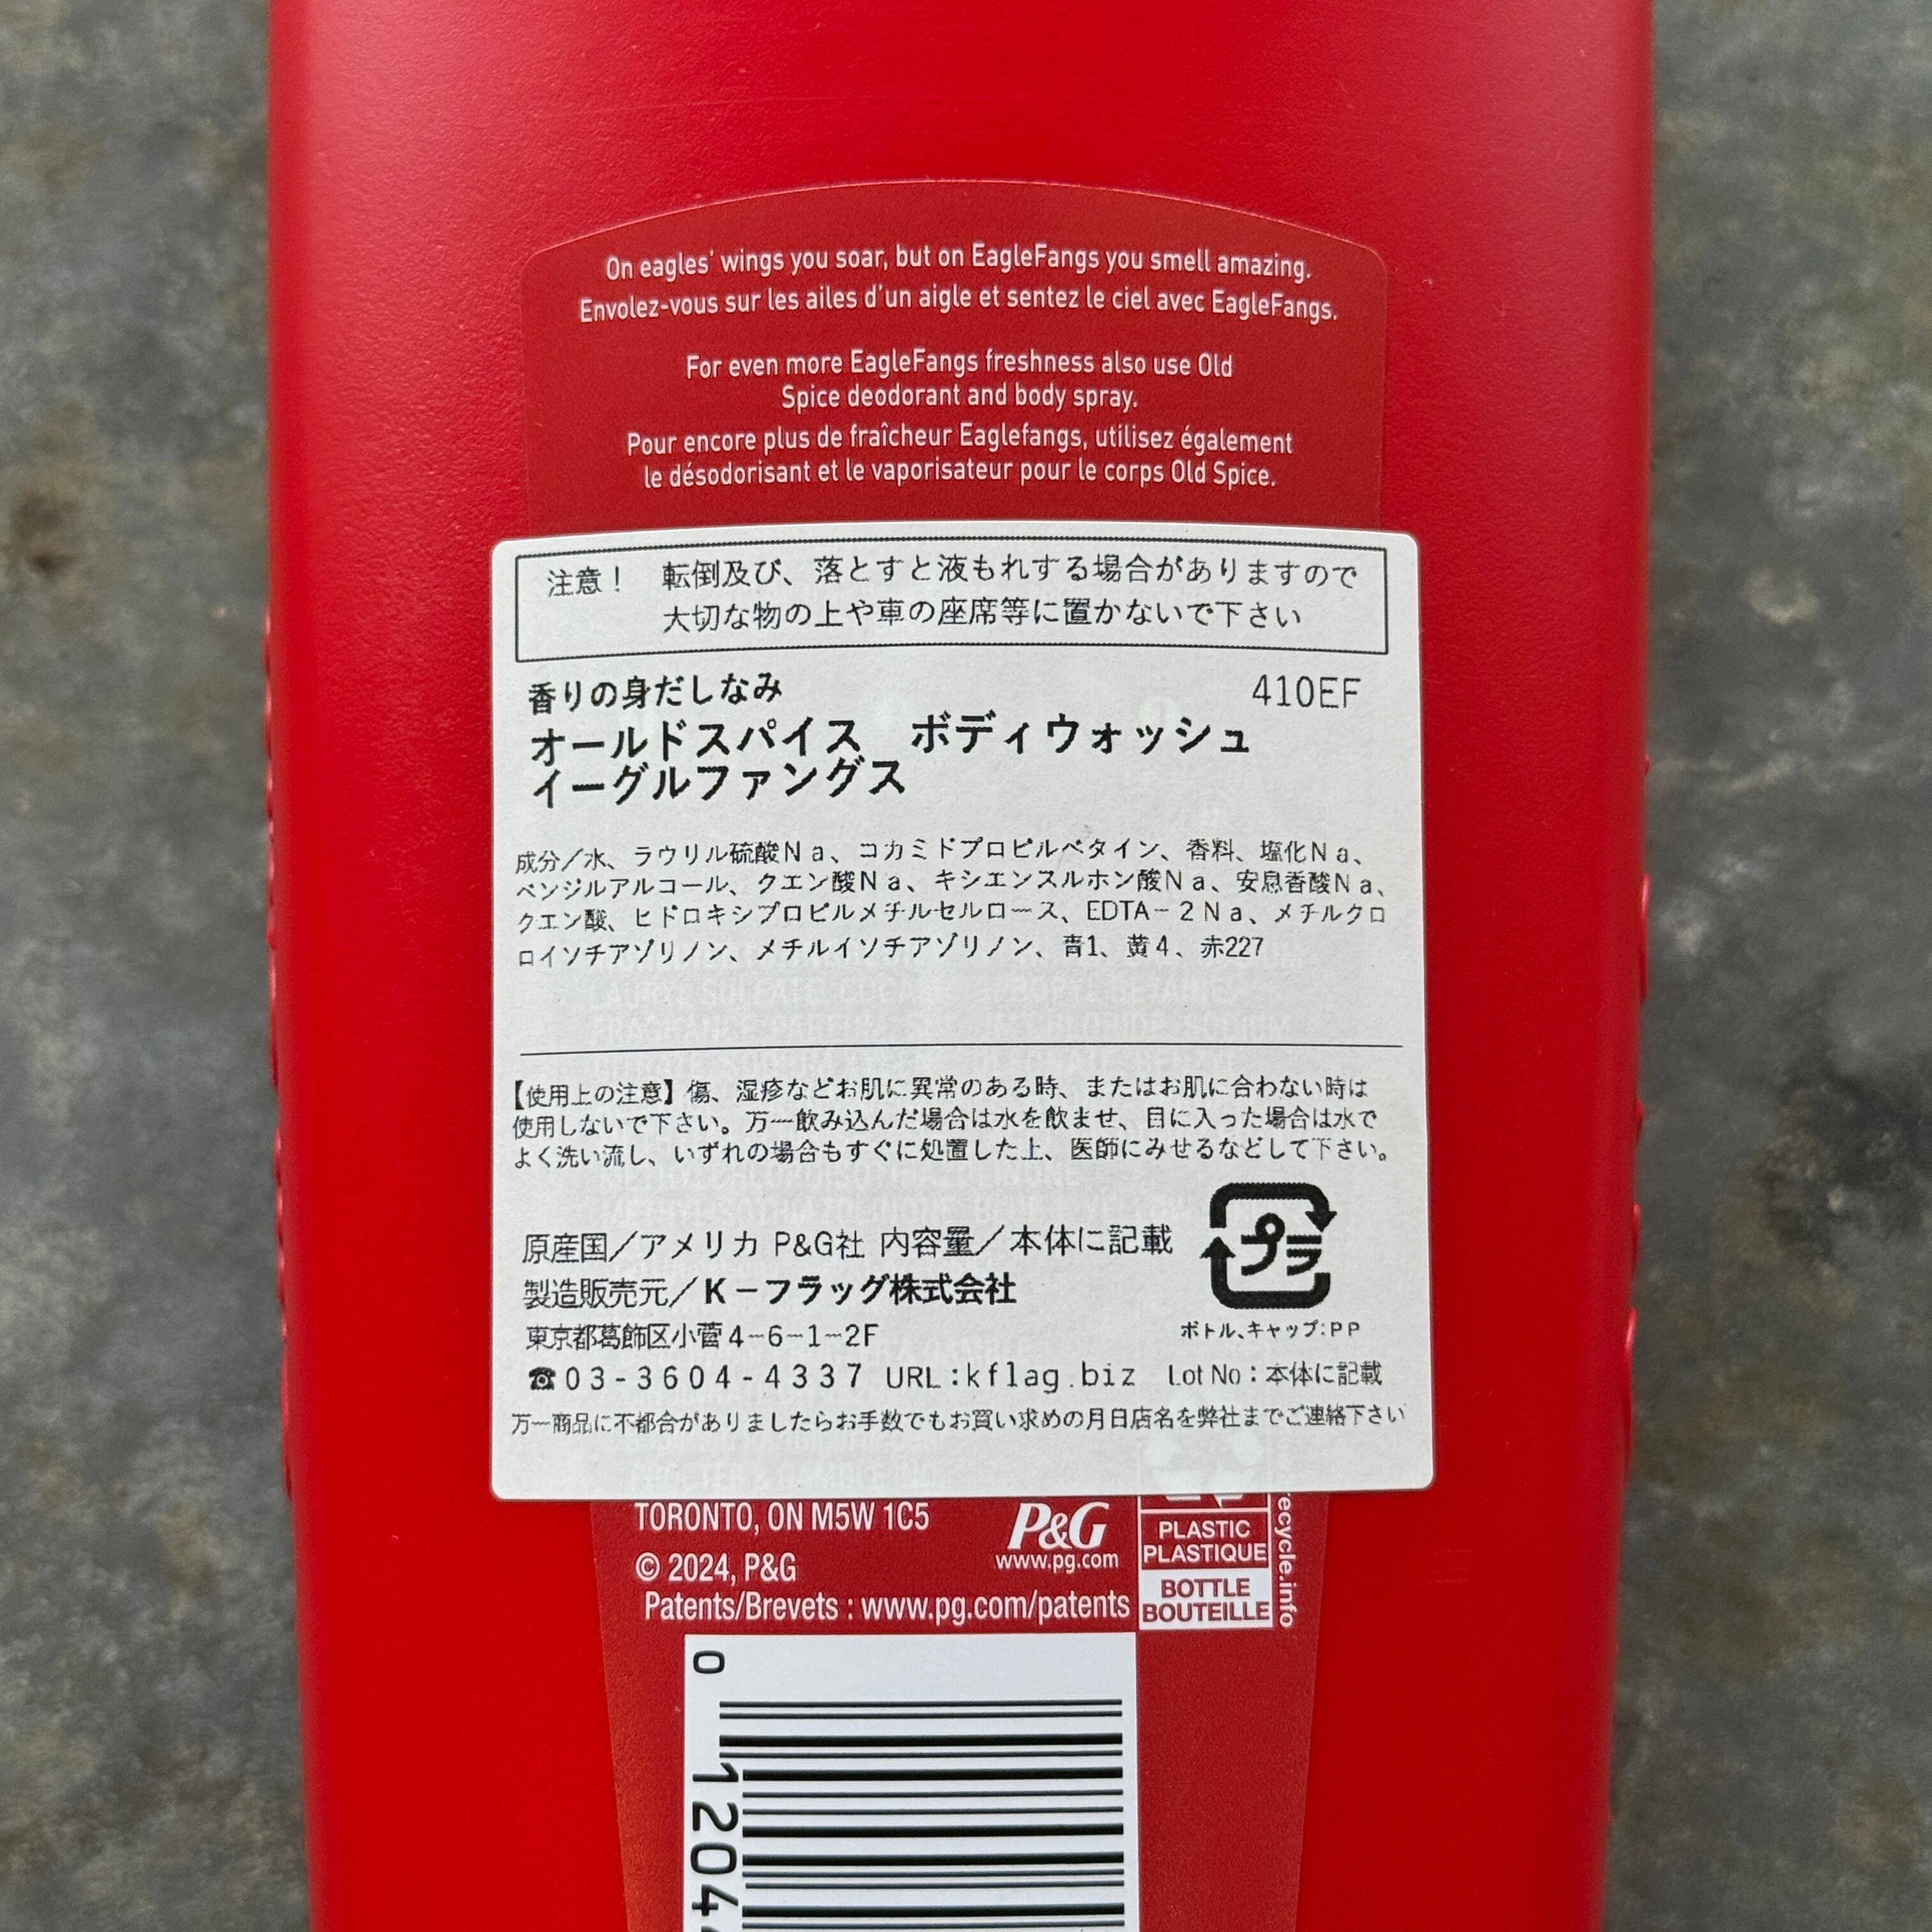 On eagles' wings you soar, but on EagleFangs you smell amazing.
Envolez-vous sur les ailes d'un aigle et sentez le ciel avec EagleFangs.
For even more EagleFangs freshness also use Old
Spice deodorant and body spray.
Pour encore plus de fraîcheur Eaglefangs, utilisez également
le désodorisant et le vaporisateur pour le corps Old Spice.
注意！ 転倒及び、落とすと液もれする場合がありますので
大切な物の上や車の座席等に置かないで下さい
香りの身だしなみ 410EF
オールドスパイス ボディウォッシュ
イーグルファングス
成分／水、ラウリル硫酸Ｎａ、コカミドプロピルベタイン、香料、塩化Ｎａ、
ベンジルアルコール、クエン酸Ｎａ、キシエンスルホン酸Ｎａ、安息香酸Ｎａ、
クエン酸、ヒドロキシプロピルメチルセルロース、EDTA－２Ｎａ、メチルクロ
ロイソチアゾリノン、メチルイソチアゾリノン、青1、黄４、赤227
【使用上の注意】傷、湿疹などお肌に異常のある時、またはお肌に合わない時は
使用しないで下さい。万一飲み込んだ場合は水を飲ませ、目に入った場合は水で
よく洗い流し、いずれの場合もすぐに処置した上、医師にみせるなどして下さい。
原産国／アメリカ P&G社 内容量／本体に記載
製造販売元／Ｋ－フラッグ株式会社
プラ
東京都葛飾区小菅４-６-１-２F
ボトル、キャップ:ＰＰ
☎03-3604-4337 URL:kflag.biz Lot No：本体に記載
万一商品に不都合がありましたらお手数でもお買い求めの月日店名を弊社までご連絡下さい
TORONTO, ON M5W 1C5
P&G
www.pg.com
© 2024, P&G
Patents/Brevets : www.pg.com/patents
PLASTIC
PLASTIQUE
BOTTLE
BOUTEILLE
recycle.info
0 1204